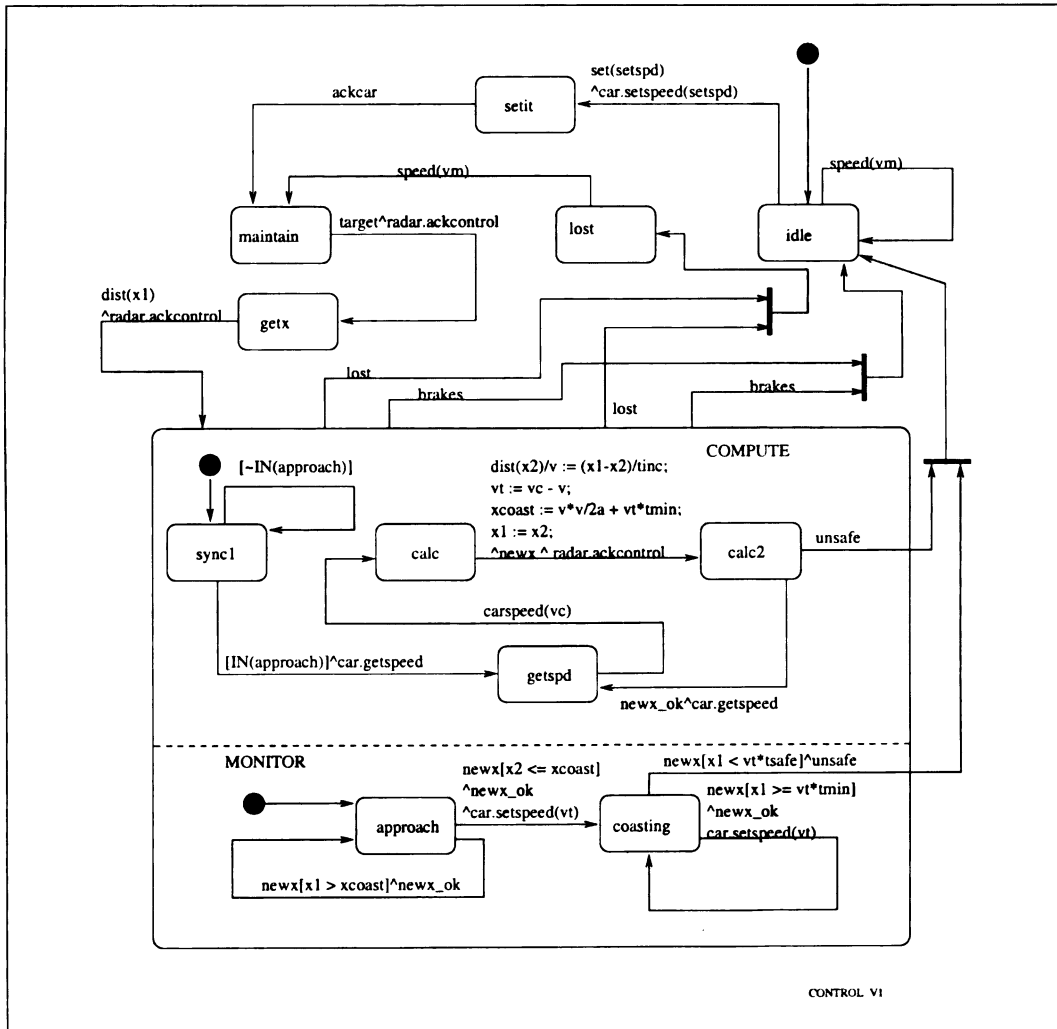 set(setspd)
^car.setspeed(setspd)
ackcar
setit
speed(vm)
speed(vm)
maintain
target^radar.ackcontrol
lost
idle
dist(x1)
^radar.ackcontrol
getx
lost
brakes
lost
brakes
COMPUTE
[~IN(approach)]
dist(x2)/v := (x1-x2)/tinc;
vt := vc - v;
xcoast := v*v/2a + vt*tmin;
x1 := x2;
^newx ^ radar.ackcontrol
sync1
calc
calc2
unsafe
carspeed(vc)
[IN(approach)]^car.getspeed
getspd
newx_ok^car.getspeed
MONITOR
newx[x1 < vt*tsafe]^unsafe
newx[x2 <= xcoast]
^newx_ok
^car.setspeed(vt)
newx[x1 >= vt*tmin]
^newx_ok
car.setspeed(vt)
approach
coasting
newx[x1 > xcoast]^newx_ok
CONTROL V1